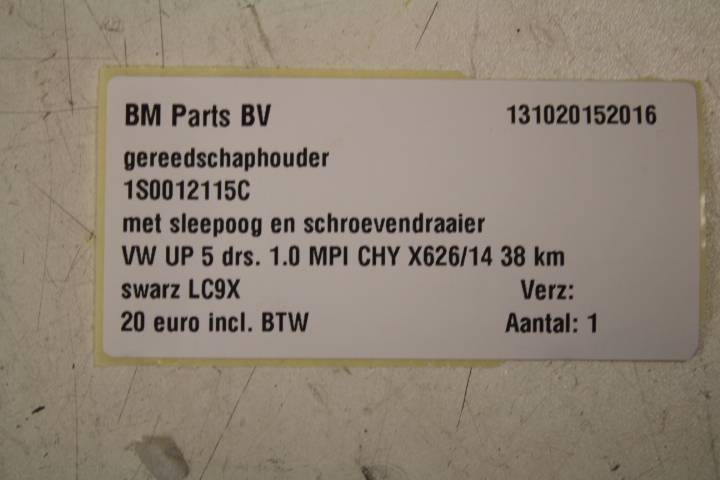 BM Parts BV 131020152016
gereedschaphouder
1S0012115C
met sleepoog en schroevendraaier
VW UP 5 drs. 1.0 MPI CHY X626/14 38 km
swarz LC9X Verz:
20 euro incl. BTW Aantal: 1